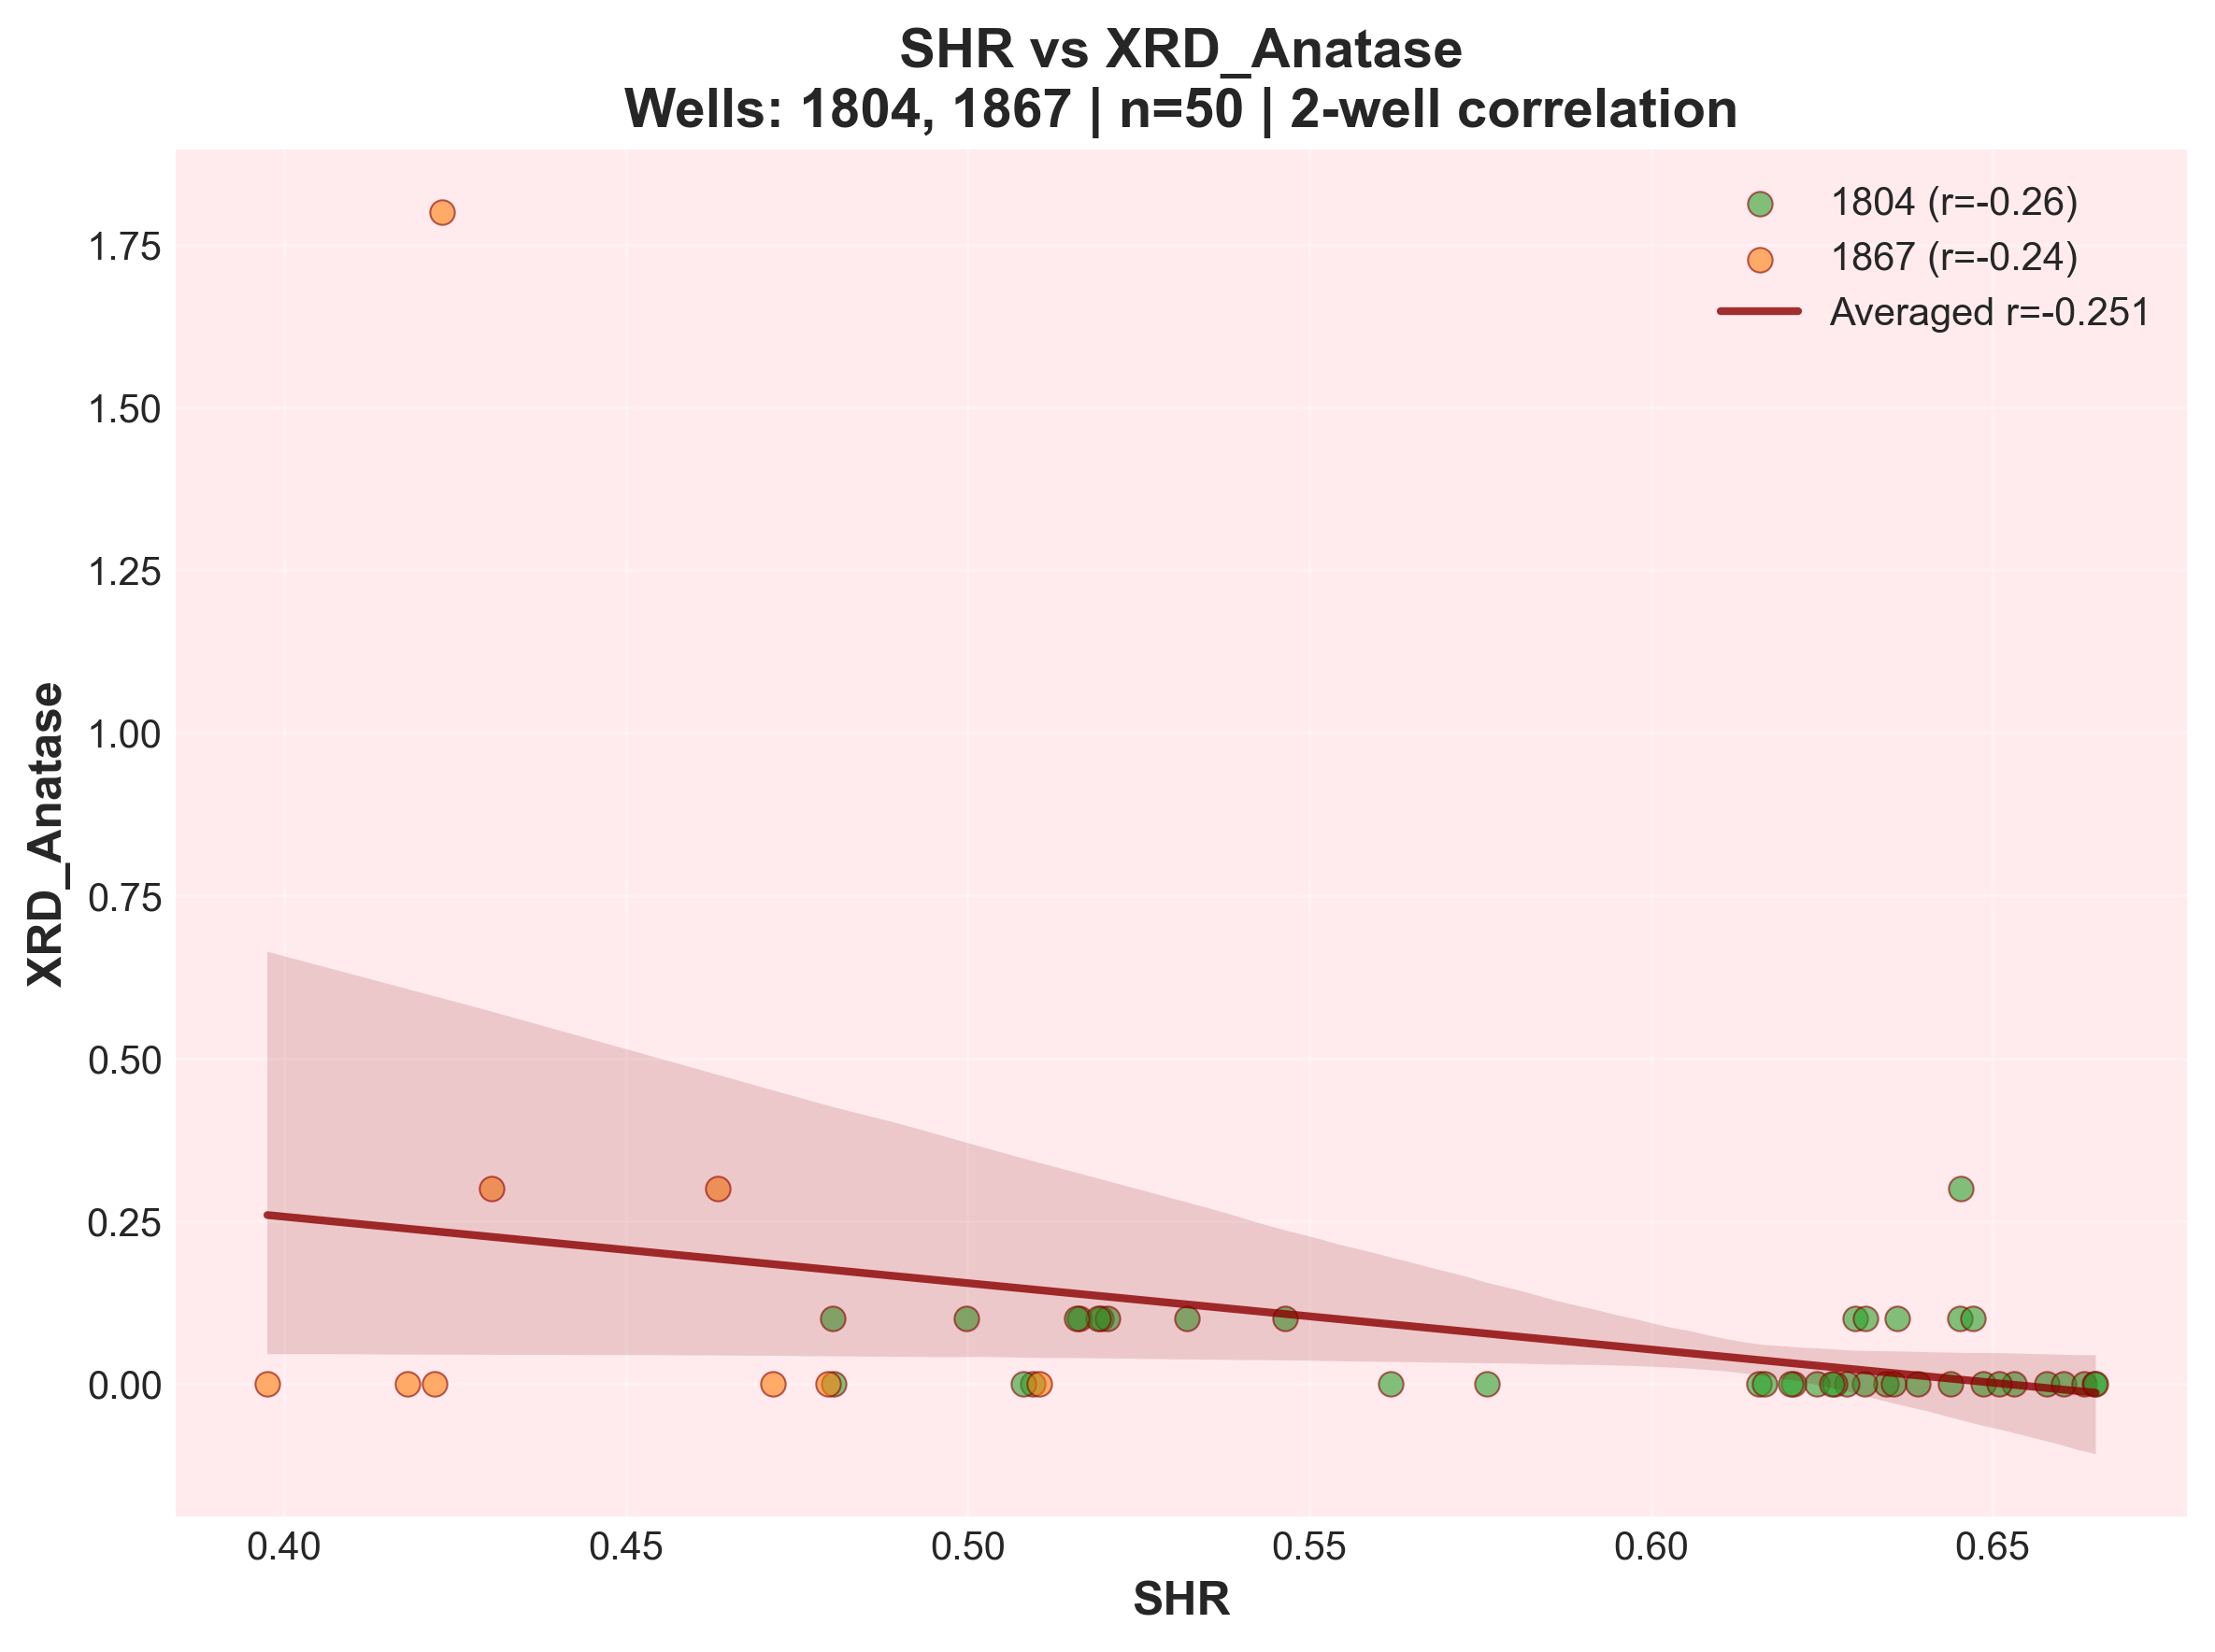 SHR vs XRD_Anatase
Wells: 1804, 1867 | n=50 | 2-well correlation
1804 (r=-0.26)
1867 (r=-0.24)
Averaged r=-0.251
XRD_Anatase
1.75
1.50
1.25
1.00
0.75
0.50
0.25
0.00
0.40 0.45 0.50 0.55 0.60 0.65
SHR